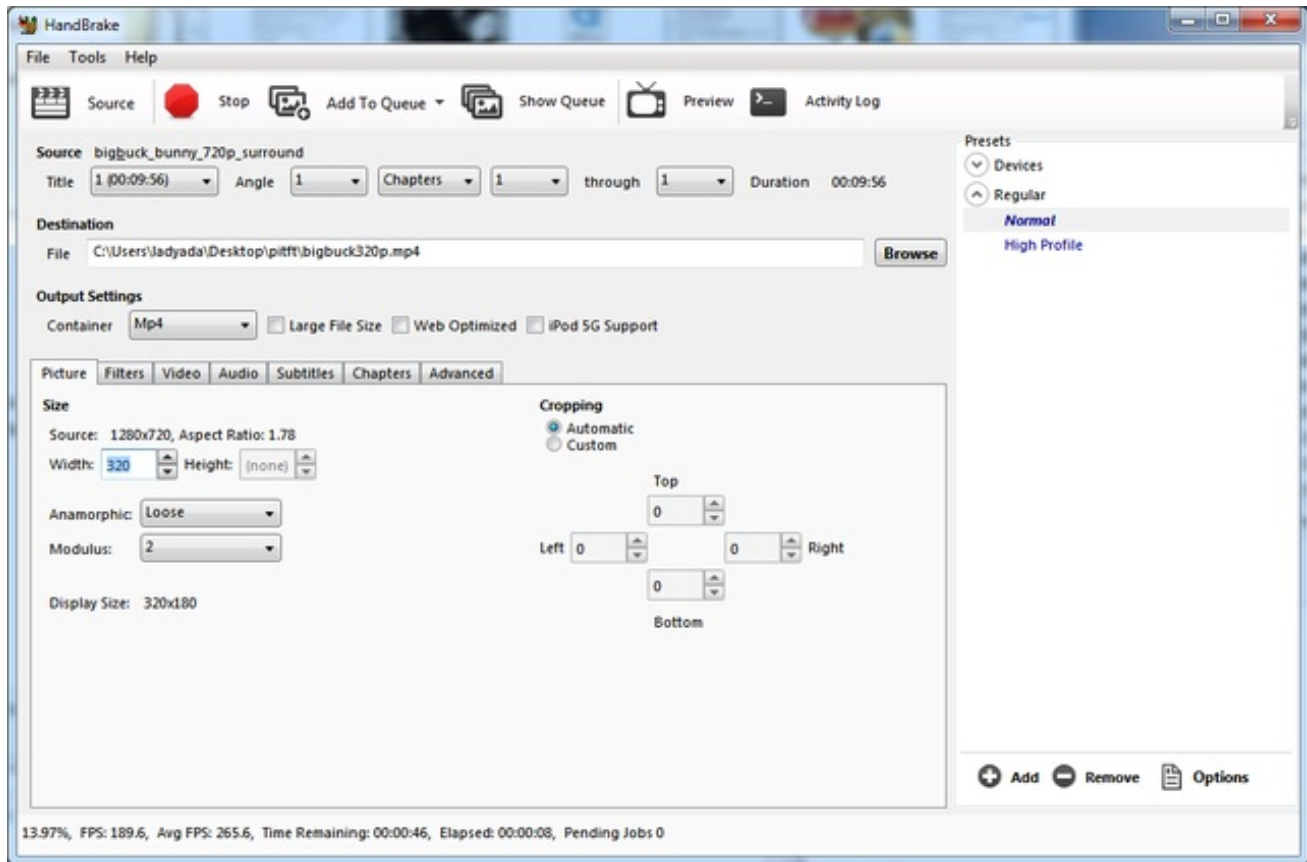 HandBrake
File Tools Help
Source Stop Add To Queue Show Queue Preview Activity Log
Source bigbuck_bunny_720p_surround
Title 1 (00:09:56) Angle 1 Chapters 1 through 1 Duration 00:09:56
Destination
File C:\Users\ladyada\Desktop\pitft\bigbuck320p.mp4 Browse
Output Settings
Container Mp4 Large File Size Web Optimized iPod 5G Support
Picture Filters Video Audio Subtitles Chapters Advanced
Size
Source: 1280x720, Aspect Ratio: 1.78
Width: 320 Height: (none)
Anamorphic: Loose
Modulus: 2
Display Size: 320x180
Cropping
Automatic
Custom
Top
0
Left 0 0 Right
0
Bottom
Presets
Devices
Regular
Normal
High Profile
Add Remove Options
13.97%, FPS: 189.6, Avg FPS: 265.6, Time Remaining: 00:00:46, Elapsed: 00:00:08, Pending Jobs 0